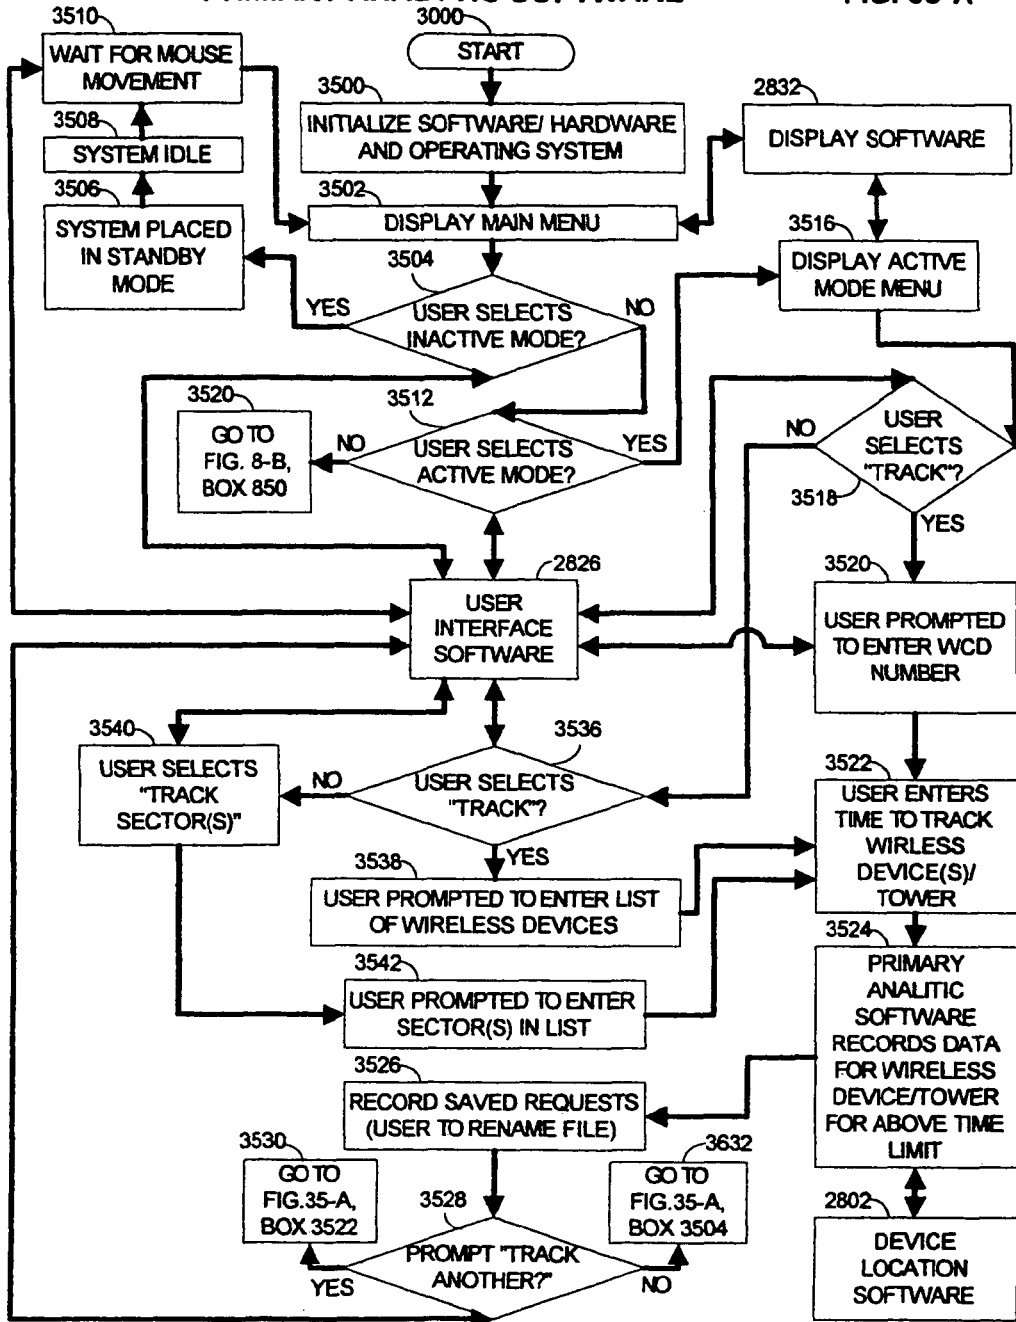 3000
START
3510
WAIT FOR MOUSE
MOVEMENT
3500
INITIALIZE SOFTWARE/ HARDWARE
AND OPERATING SYSTEM
2832
DISPLAY SOFTWARE
3508
SYSTEM IDLE
3502
DISPLAY MAIN MENU
3506
SYSTEM PLACED
IN STANDBY
MODE
3516
DISPLAY ACTIVE
MODE MENU
3504
USER SELECTS
INACTIVE MODE?
YES
NO
3520
GO TO
FIG. 8-B,
BOX 850
3512
USER SELECTS
ACTIVE MODE?
NO
YES
USER
SELECTS
"TRACK"?
3518
NO
YES
2826
USER
INTERFACE
SOFTWARE
3520
USER PROMPTED
TO ENTER WCD
NUMBER
3540
USER SELECTS
"TRACK
SECTOR(S)"
3536
USER SELECTS
"TRACK"?
NO
YES
3522
USER ENTERS
TIME TO TRACK
WIRLESS
DEVICE(S)/
TOWER
3538
USER PROMPTED TO ENTER LIST
OF WIRELESS DEVICES
3542
USER PROMPTED TO ENTER
SECTOR(S) IN LIST
3524
PRIMARY
ANALITIC
SOFTWARE
RECORDS DATA
FOR WIRELESS
DEVICE/TOWER
FOR ABOVE TIME
LIMIT
3526
RECORD SAVED REQUESTS
(USER TO RENAME FILE)
3530
GO TO
FIG.35-A,
BOX 3522
3528
PROMPT "TRACK
ANOTHER?"
YES
NO
3632
GO TO
FIG.35-A,
BOX 3504
2802
DEVICE
LOCATION
SOFTWARE